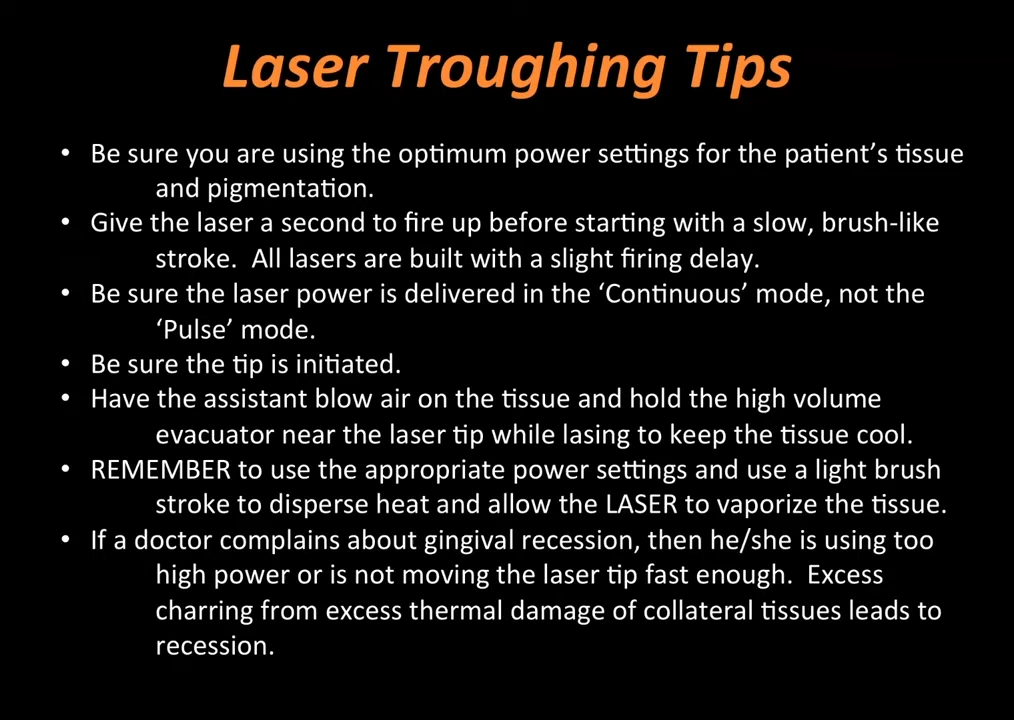 Laser Troughing Tips
• Be sure you are using the optimum power settings for the patient’s tissue
and pigmentation.
• Give the laser a second to fire up before starting with a slow, brush-like
stroke.  All lasers are built with a slight firing delay.
• Be sure the laser power is delivered in the ‘Continuous’ mode, not the
‘Pulse’ mode.
• Be sure the tip is initiated.
• Have the assistant blow air on the tissue and hold the high volume
evacuator near the laser tip while lasing to keep the tissue cool.
• REMEMBER to use the appropriate power settings and use a light brush
stroke to disperse heat and allow the LASER to vaporize the tissue.
• If a doctor complains about gingival recession, then he/she is using too
high power or is not moving the laser tip fast enough.  Excess
charring from excess thermal damage of collateral tissues leads to
recession.